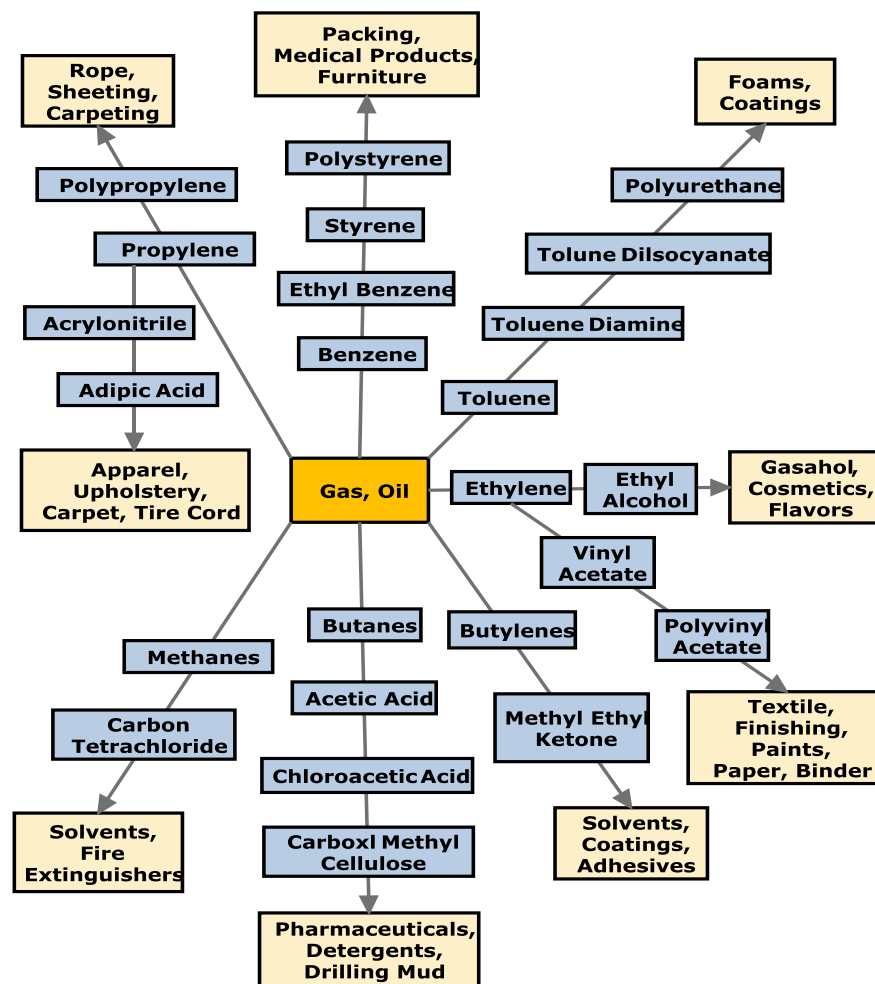 Packing,
Medical Products,
Furniture
Rope,
Sheeting,
Carpeting
Foams,
Coatings
Polystyrene
Polypropylene
Polyurethane
Styrene
Propylene
Tolune Dilsocyanate
Ethyl Benzene
Acrylonitrile
Toluene Diamine
Benzene
Adipic Acid
Toluene
Apparel,
Upholstery,
Carpet, Tire Cord
Gas, Oil
Ethylene
Ethyl
Alcohol
Gasahol,
Cosmetics,
Flavors
Vinyl
Acetate
Butanes
Butylenes
Polyvinyl
Acetate
Methanes
Acetic Acid
Carbon
Tetrachloride
Methyl Ethyl
Ketone
Textile,
Finishing,
Paints,
Paper, Binder
Chloroacetic Acid
Solvents,
Fire
Extinguishers
Carboxl Methyl
Cellulose
Solvents,
Coatings,
Adhesives
Pharmaceuticals,
Detergents,
Drilling Mud